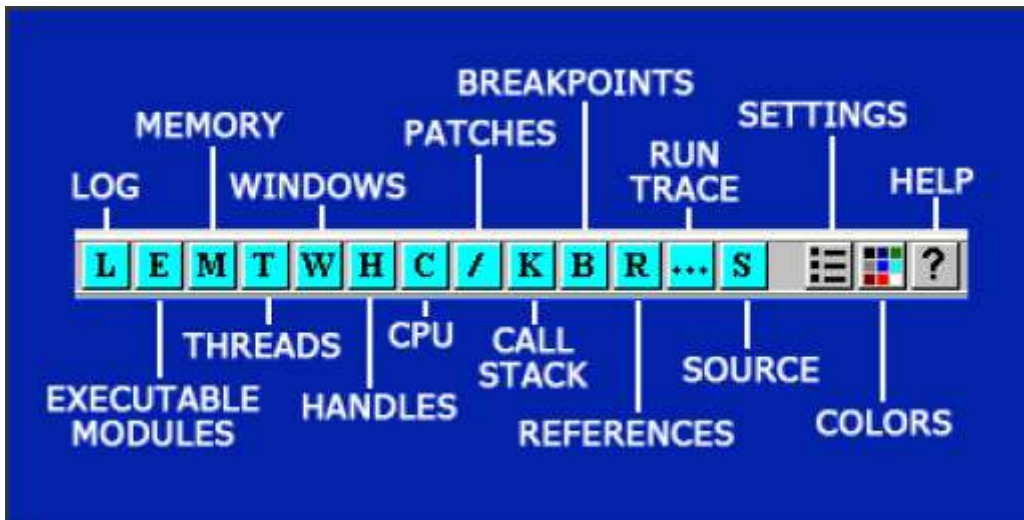 BREAKPOINTS
SETTINGS
MEMORY
PATCHES
RUN
TRACE
LOG
WINDOWS
HELP
L E M T W H C / K B R ... S ?
THREADS
CPU
CALL
STACK
SOURCE
EXECUTABLE
MODULES
HANDLES
REFERENCES
COLORS